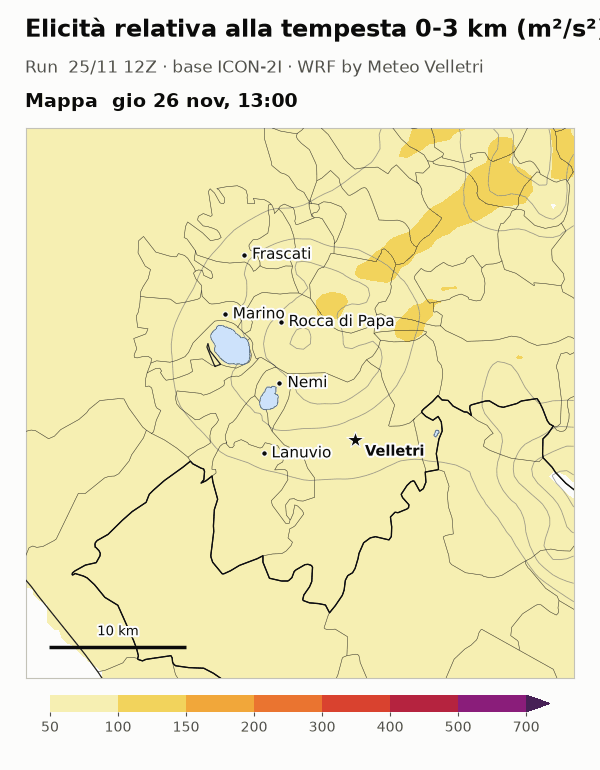 Elicità relativa alla tempesta 0-3 km (m²/s²)
Run 25/11 12Z · base ICON-2I · WRF by Meteo Velletri
Mappa gio 26 nov, 13:00
Frascati
Marino
Rocca di Papa
Nemi
Lanuvio
Velletri
10 km
50 100 150 200 300 400 500 700